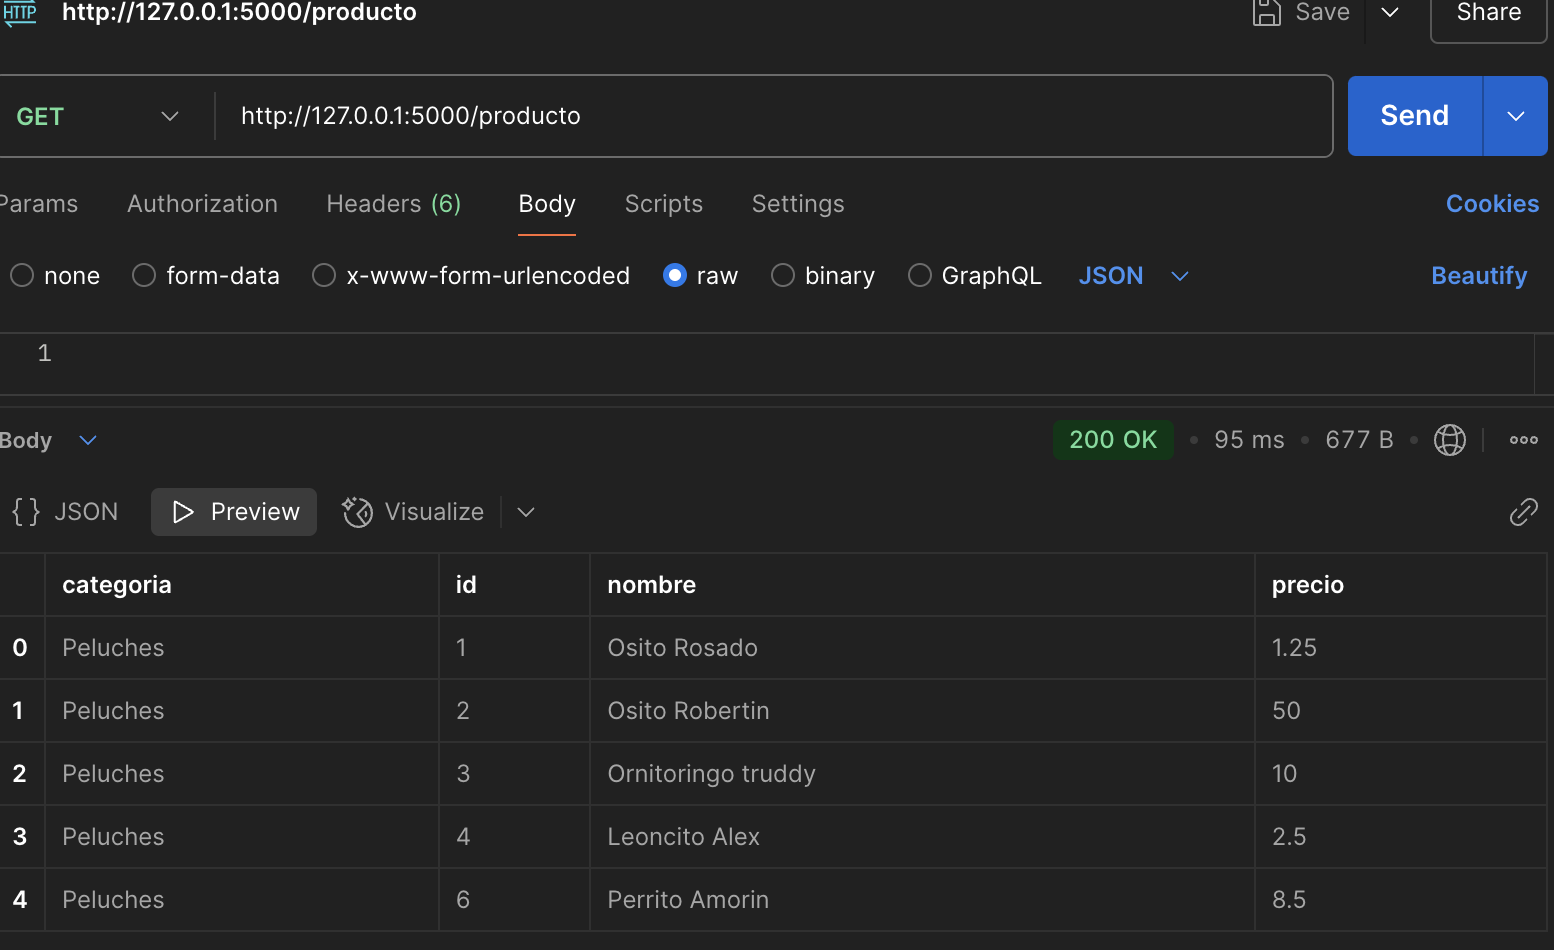 HTTP http://127.0.0.1:5000/producto Save Share
GET http://127.0.0.1:5000/producto Send
Params Authorization Headers (6) Body Scripts Settings Cookies
none form-data x-www-form-urlencoded raw binary GraphQL JSON Beautify
1
Body 200 OK • 95 ms • 677 B •
{} JSON Preview Visualize
categoria id nombre precio
0 Peluches 1 Osito Rosado 1.25
1 Peluches 2 Osito Robertin 50
2 Peluches 3 Ornitoringo truddy 10
3 Peluches 4 Leoncito Alex 2.5
4 Peluches 6 Perrito Amorin 8.5